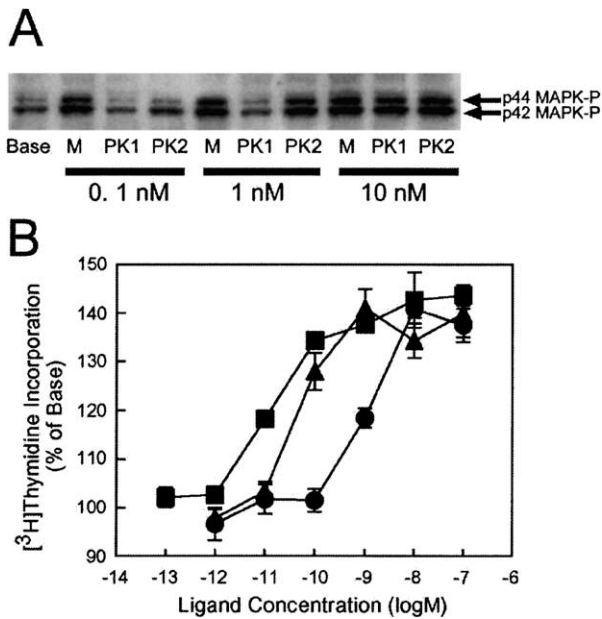 A
p44 MAPK-P
p42 MAPK-P
Base M PK1 PK2 M PK1 PK2 M PK1 PK2
0. 1 nM 1 nM 10 nM
B
[³H]Thymidine Incorporation
(% of Base)
150
140
130
120
110
100
90
-14 -13 -12 -11 -10 -9 -8 -7 -6
Ligand Concentration (logM)